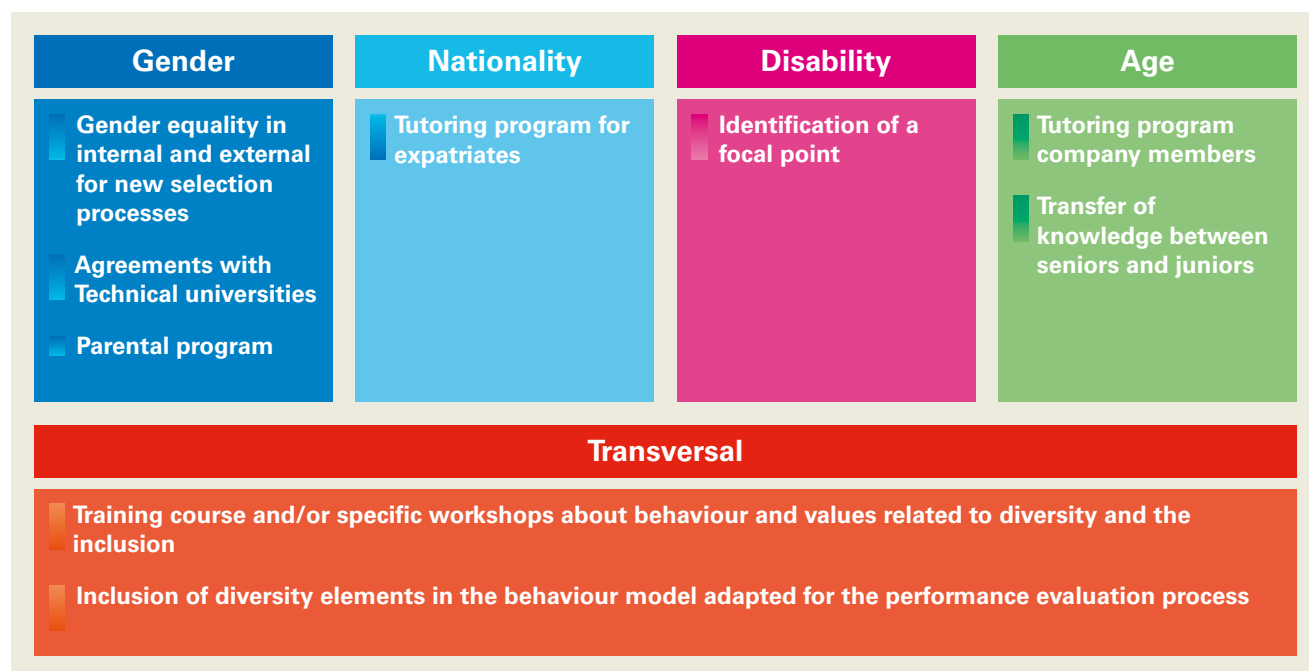 Gender
Gender equality in
internal and external
for new selection
processes
Agreements with
Technical universities
Parental program
Nationality
Tutoring program for
expatriates
Disability
Identification of a
focal point
Age
Tutoring program
company members
Transfer of
knowledge between
seniors and juniors
Transversal
Training course and/or specific workshops about behaviour and values related to diversity and the
inclusion
Inclusion of diversity elements in the behaviour model adapted for the performance evaluation process